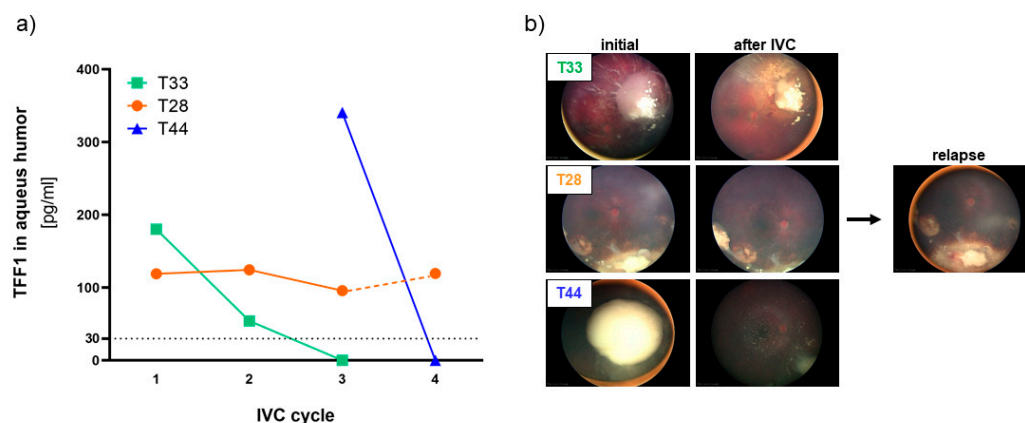 a)
400
300
200
100
30
0
TFF1 in aqueus humor
[pg/ml]
T33
T28
T44
1 2 3 4
IVC cycle
b)
initial after IVC
T33
T28
relapse
T44